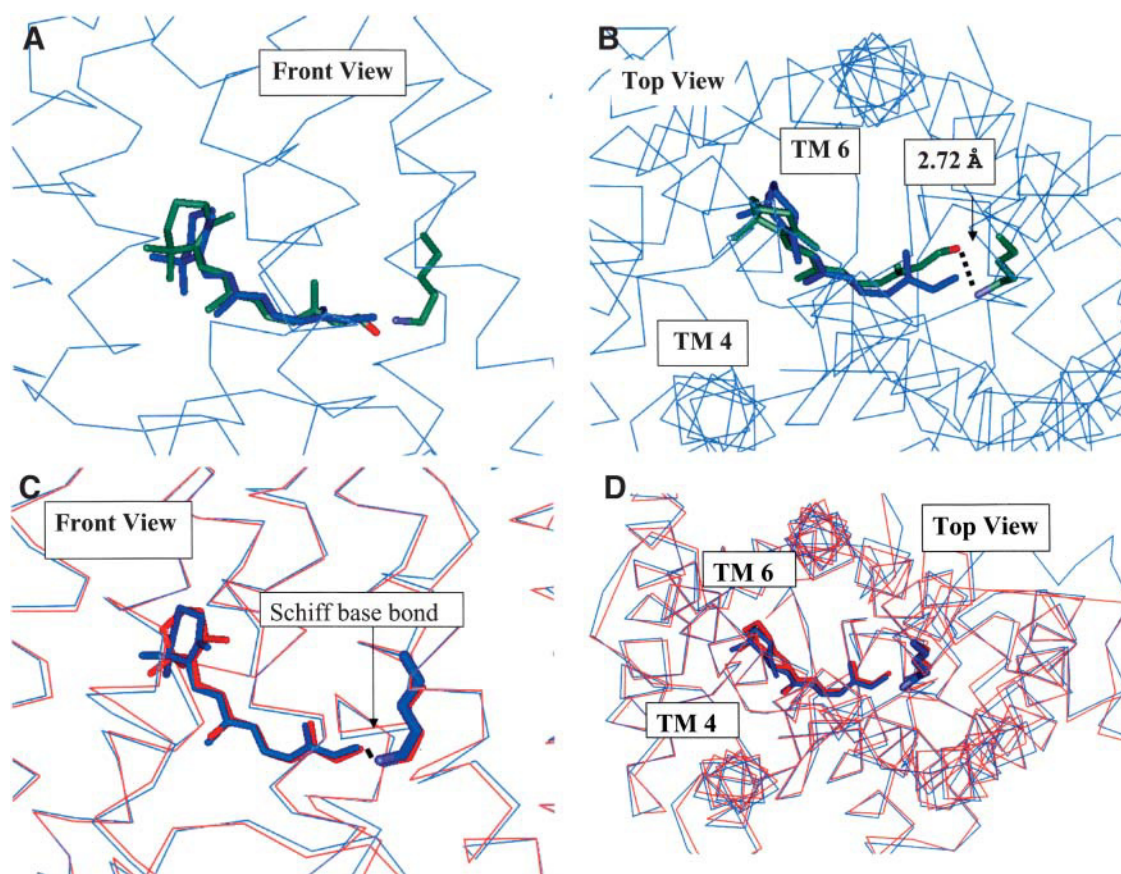 A
Front View
B
Top View
TM 6
2.72 Å
TM 4
C
Front View
Schiff base bond
D
Top View
TM 6
TM 4